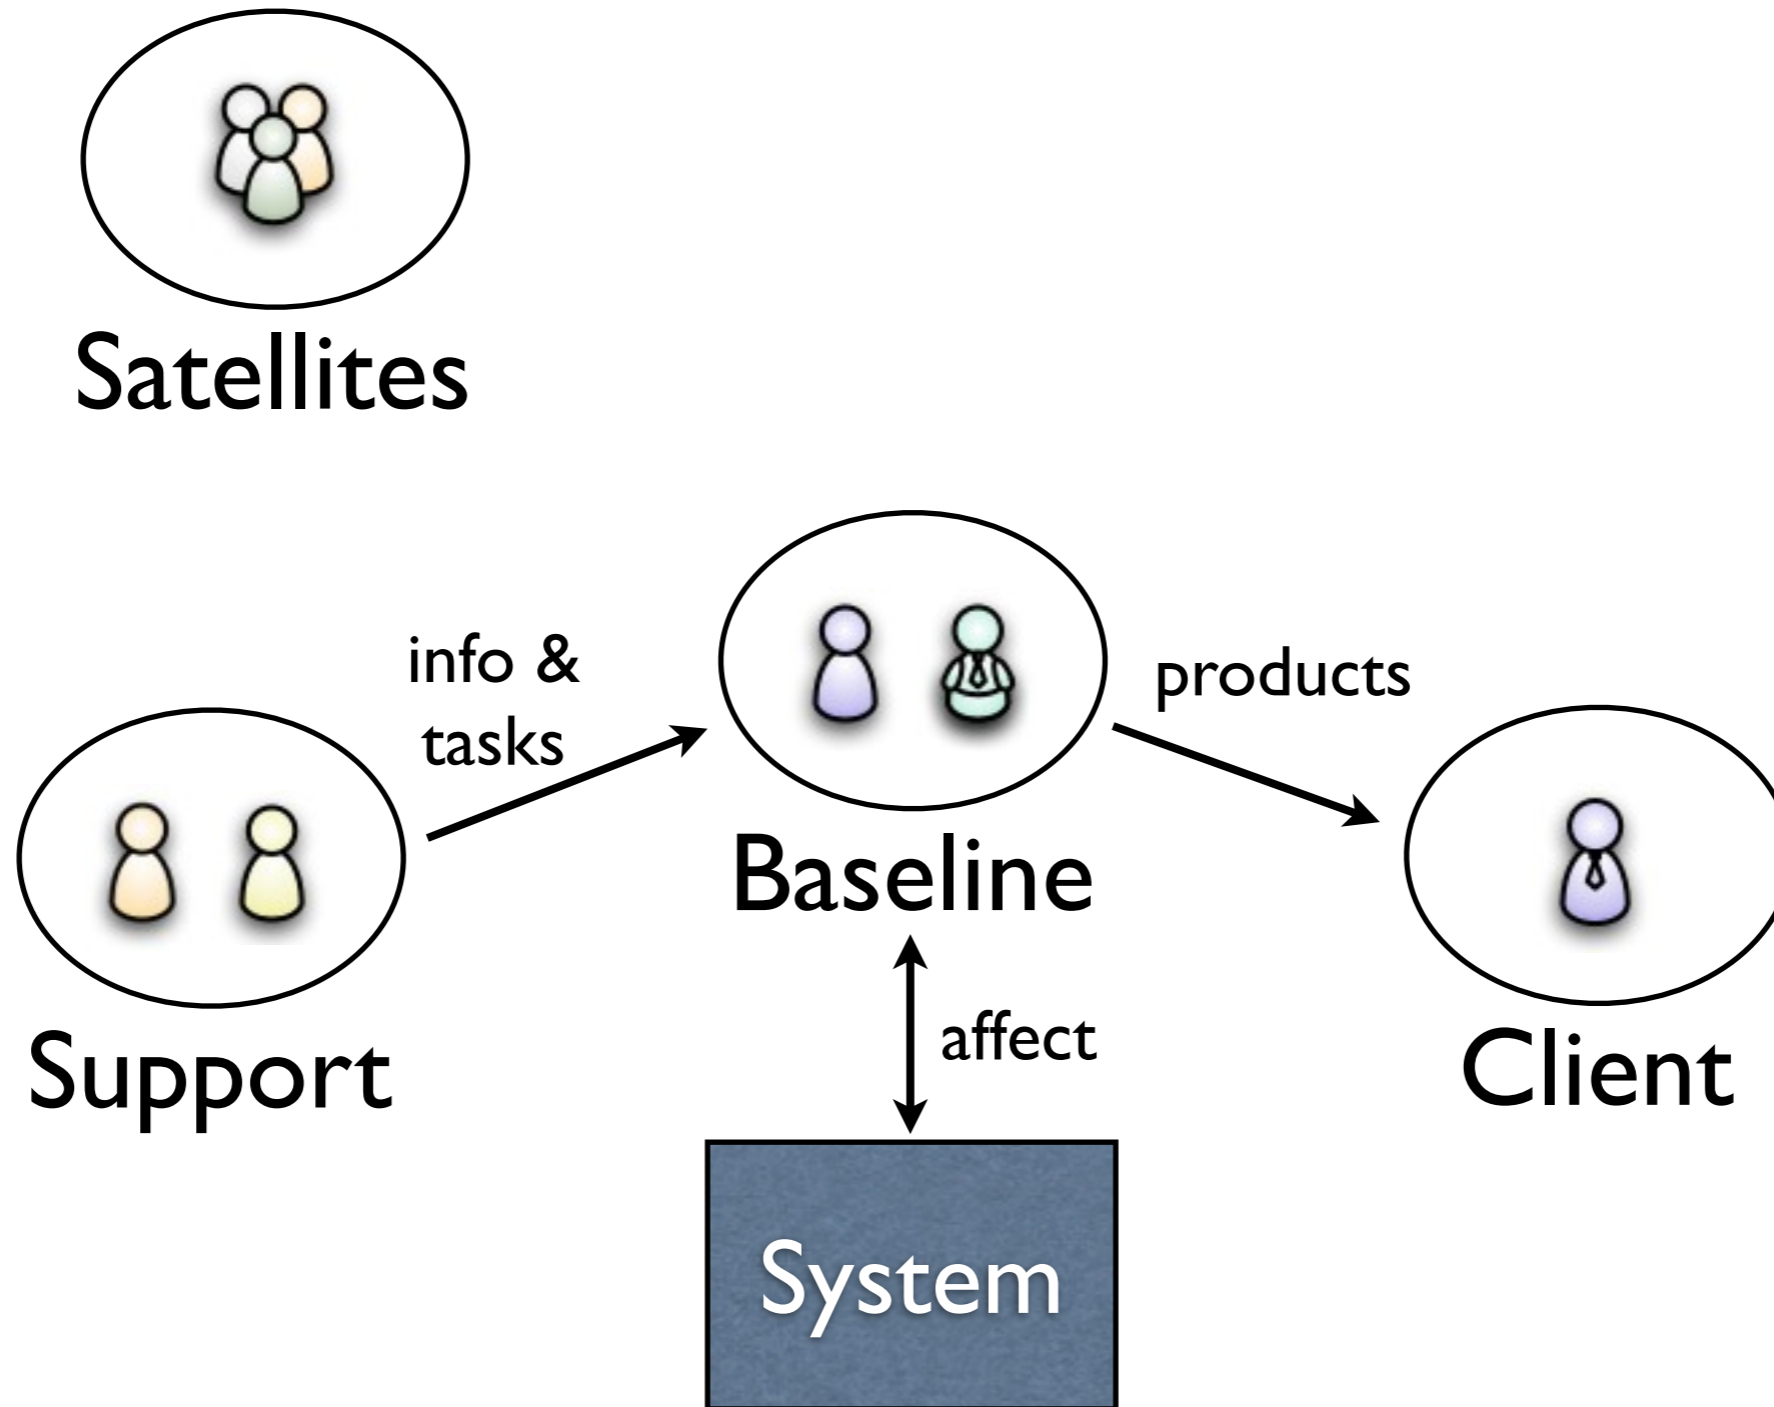 Satellites
info &
tasks
products
Baseline
affect
Support
Client
System